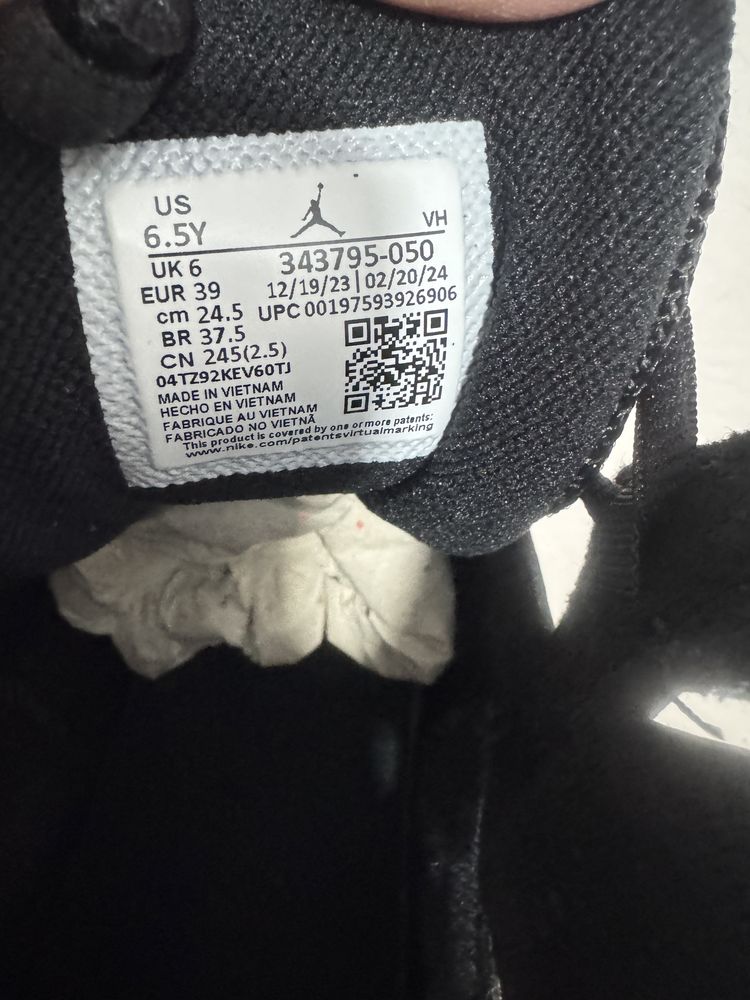 US
6.5Y
VH
UK 6
343795-050
EUR 39
12/19/23 | 02/20/24
cm 24.5
UPC 00197593926906
BR 37.5
CN 245(2.5)
04TZ92KEV60TJ
MADE IN VIETNAM
HECHO EN VIETNAM
FABRIQUE AU VIETNAM
FABRICADO NO VIETNÃ
This product is covered by one or more patents:
www.nike.com/patentsvirtualmarking